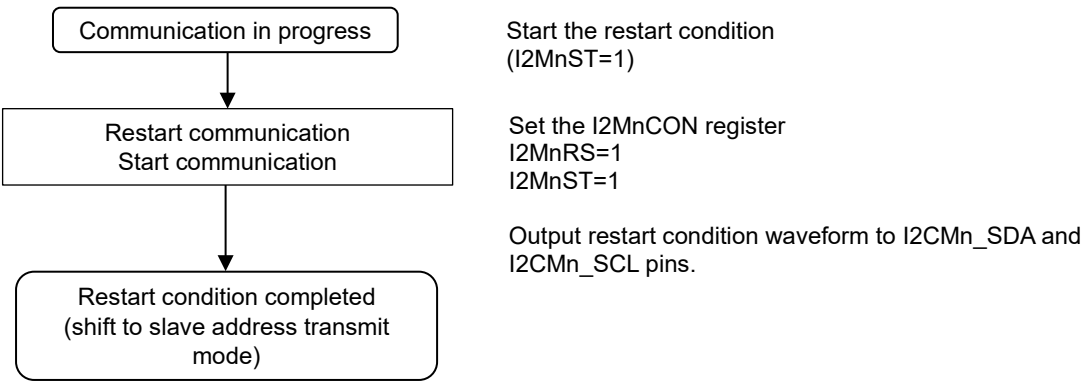 Communication in progress
Start the restart condition
(I2MnST=1)
Restart communication
Start communication
Set the I2MnCON register
I2MnRS=1
I2MnST=1
Output restart condition waveform to I2CMn_SDA and
I2CMn_SCL pins.
Restart condition completed
(shift to slave address transmit
mode)